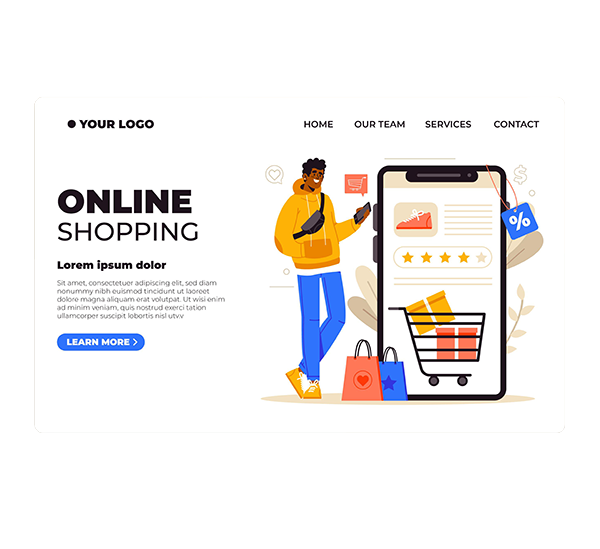 YOUR LOGO
HOME OUR TEAM SERVICES CONTACT
ONLINE
SHOPPING
Lorem ipsum dolor
Sit amet, consectetuer adipiscing elit, sed diam
nonummy nibh euismod tincidunt ut laoreet
dolore magna aliquam erat volutpat. Ut wisi enim
ad minim veniam, quis nostrud exerci tation
ullamcorper suscipit lobortis nisl utvv
LEARN MORE >
$
%